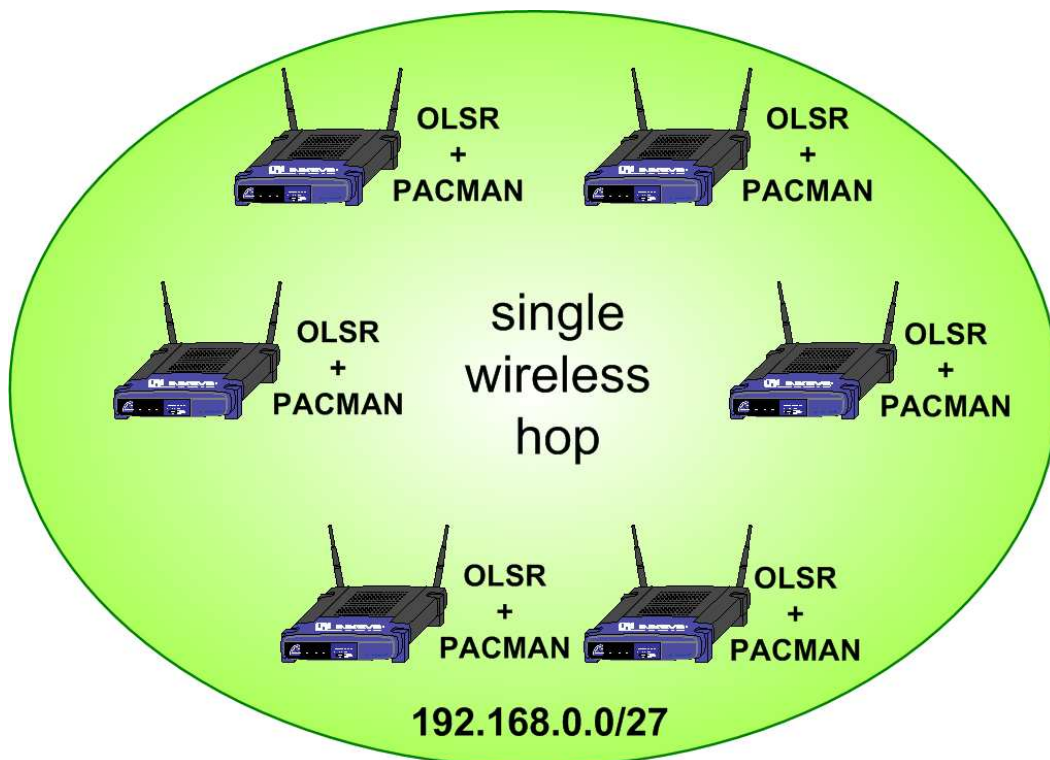 OLSR
+
PACMAN
OLSR
+
PACMAN
OLSR
+
PACMAN
single
wireless
hop
OLSR
+
PACMAN
OLSR
+
PACMAN
OLSR
+
PACMAN
192.168.0.0/27